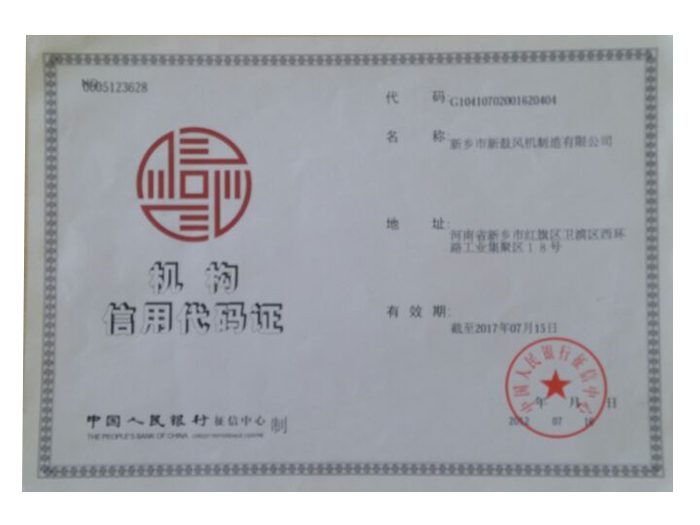 0005123628
机 构
信用代码证
中国人民银行 征信中心 制
THE PEOPLE'S BANK OF CHINA CREDIT REFERENCE CENTER
代 码: G10410702001620404
名 称: 新乡市新鼓风机制造有限公司
地 址: 河南省新乡市红旗区卫滨区西环
路工业集聚区18号
有 效 期:
截至2017年07月15日
中国人民银行征信中心
年 月 日
2012 07 16